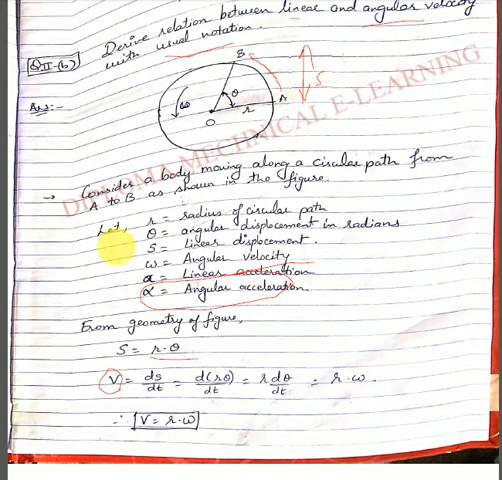 Derive relation between linear and angular velocity
with usual notation.
Q II-(b)
Ans:-
B
S
ω
θ
A
r
O
DIPLOMA MECHNICAL E-LEARNING
→ Consider a body moving along a circular path from
A to B as shown in the figure.
Let, r = radius of circular path
θ = angular displacement in radians
S = Linear displacement.
ω = Angular velocity
a = Linear acceleration
α = Angular acceleration.
From geometry of figure,
S = r·θ
V = ds/dt = d(rθ)/dt = r dθ/dt = r·ω.
∴ V = r·ω